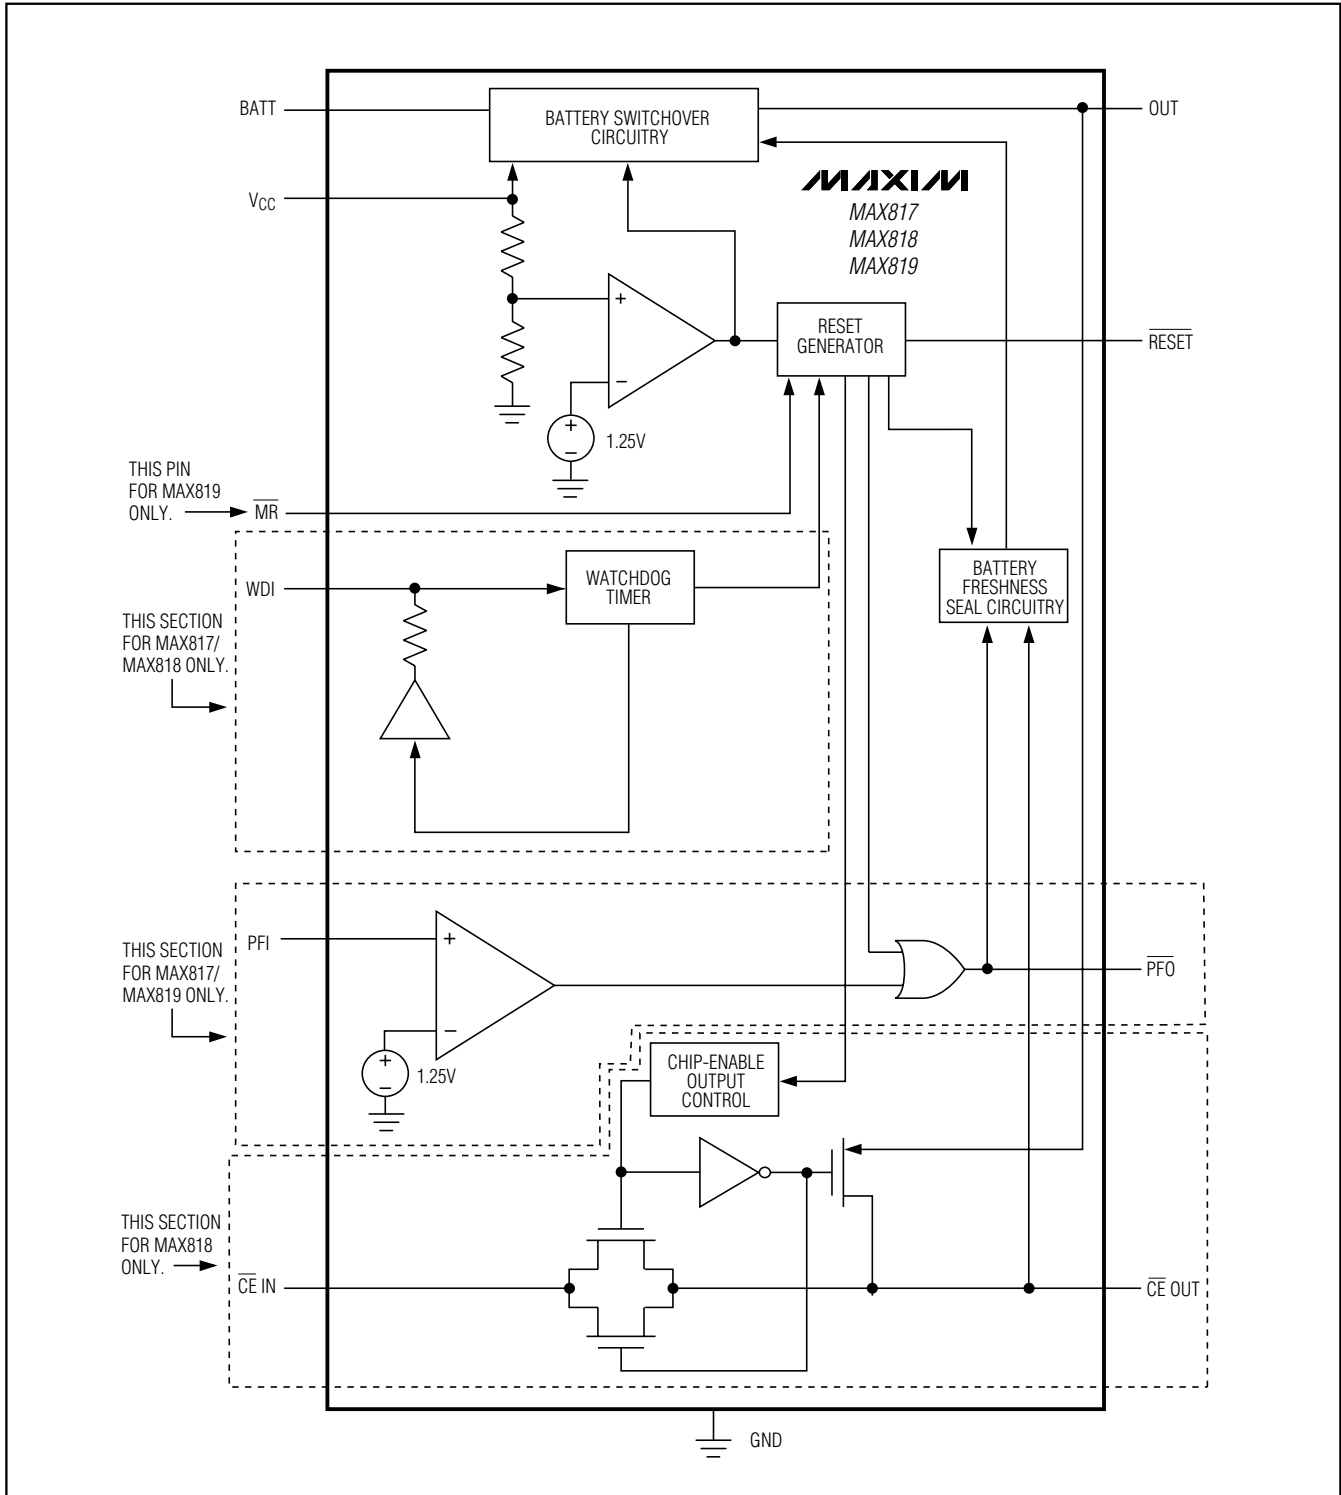 BATT
BATTERY SWITCHOVER
CIRCUITRY
OUT
VCC
MAXIM
MAX817
MAX818
MAX819
+
−
RESET
GENERATOR
RESET
+
−
1.25V
THIS PIN
FOR MAX819
ONLY.
MR
WDI
WATCHDOG
TIMER
BATTERY
FRESHNESS
SEAL CIRCUITRY
THIS SECTION
FOR MAX817/
MAX818 ONLY.
PFI
+
−
THIS SECTION
FOR MAX817/
MAX819 ONLY.
PFO
+
−
1.25V
CHIP-ENABLE
OUTPUT
CONTROL
THIS SECTION
FOR MAX818
ONLY.
CE IN
CE OUT
GND